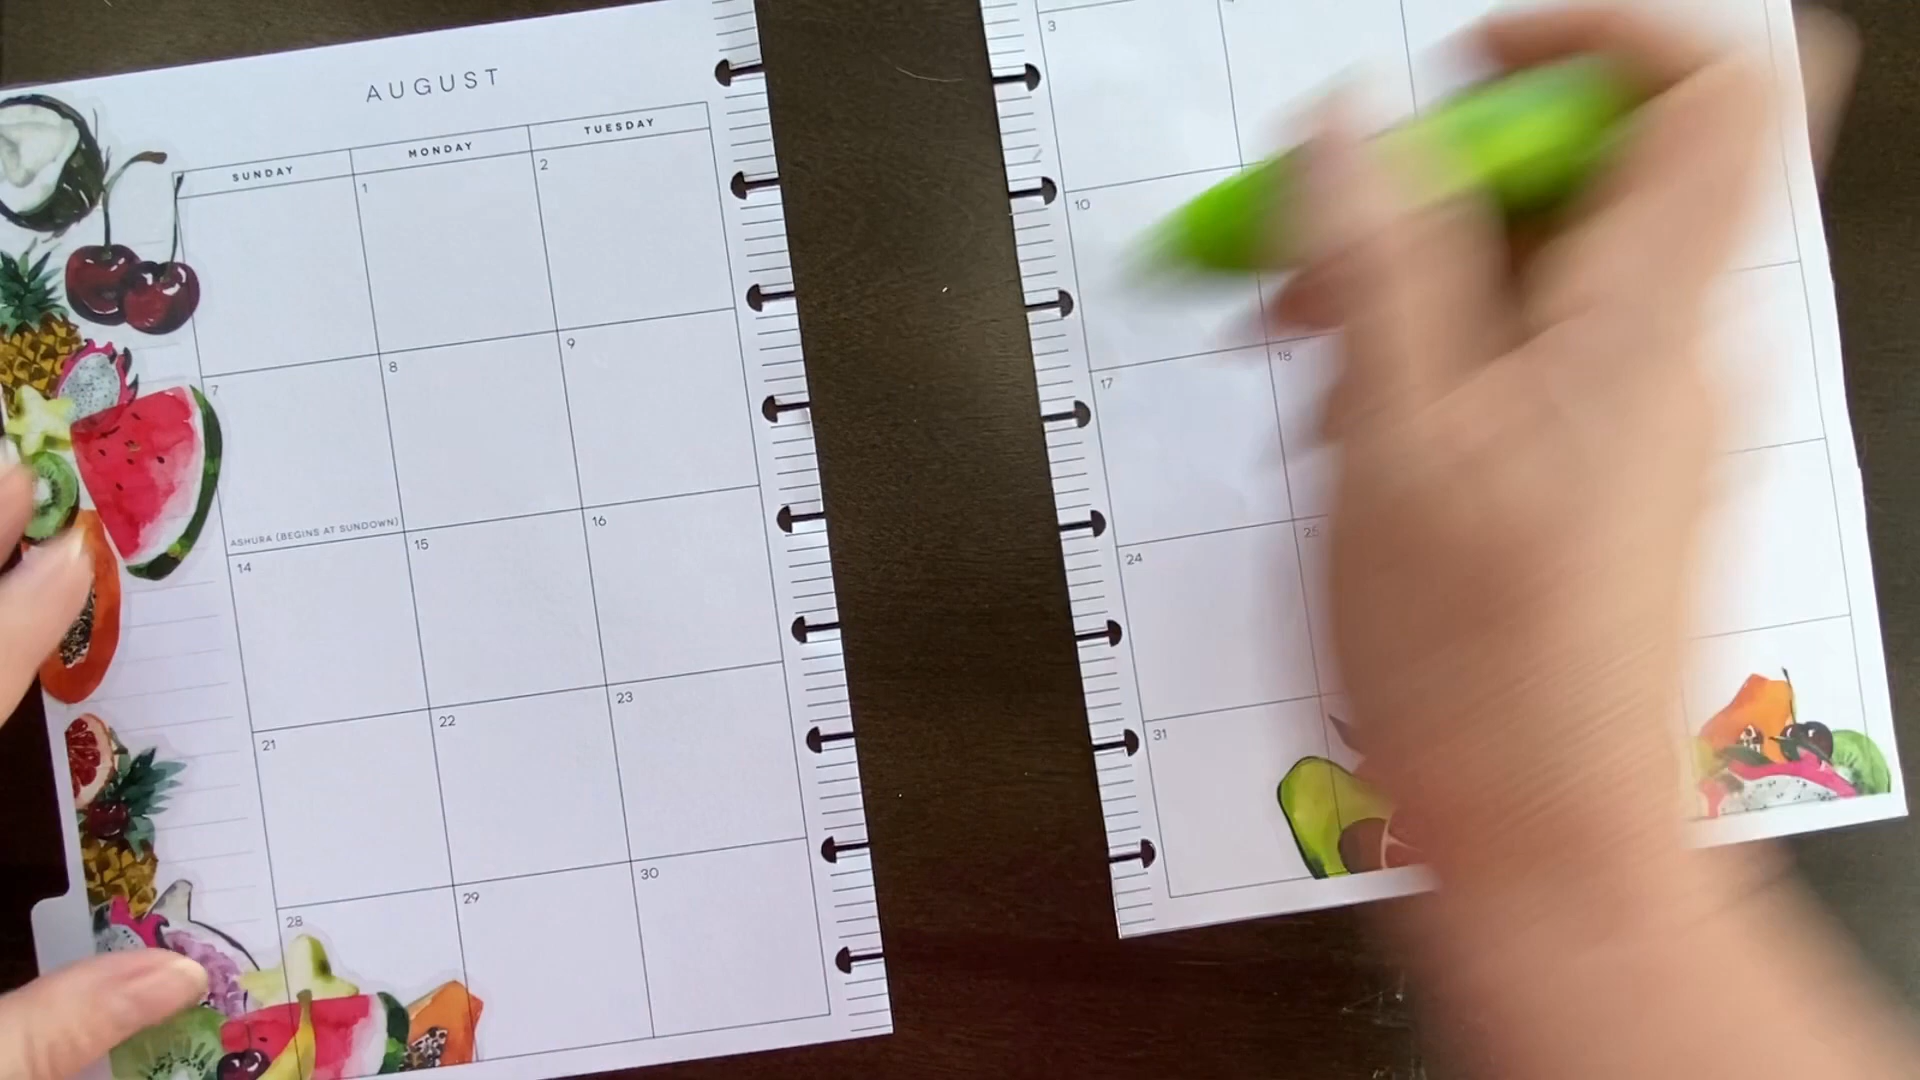 AUGUST
SUNDAY MONDAY TUESDAY
1 2
7 8 9
ASHURA (BEGINS AT SUNDOWN)
14 15 16
21 22 23
28 29 30
3
10
17 18
24 25
31